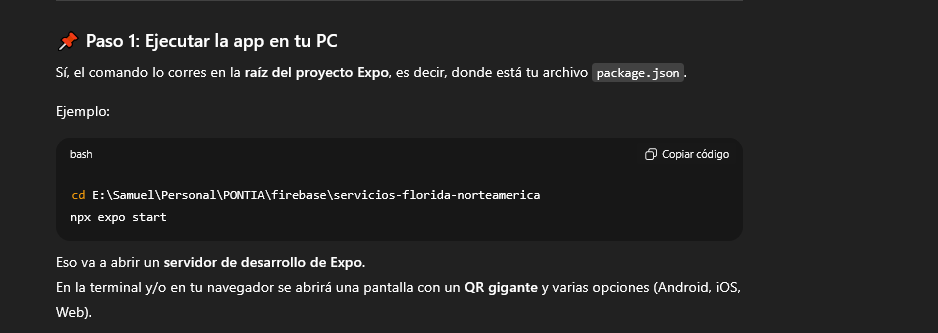 📌 Paso 1: Ejecutar la app en tu PC
Sí, el comando lo corres en la raíz del proyecto Expo, es decir, donde está tu archivo package.json.
Ejemplo:
bash
Copiar código
cd E:\Samuel\Personal\PONTIA\firebase\servicios-florida-norteamerica
npx expo start
Eso va a abrir un servidor de desarrollo de Expo.
En la terminal y/o en tu navegador se abrirá una pantalla con un QR gigante y varias opciones (Android, iOS,
Web).